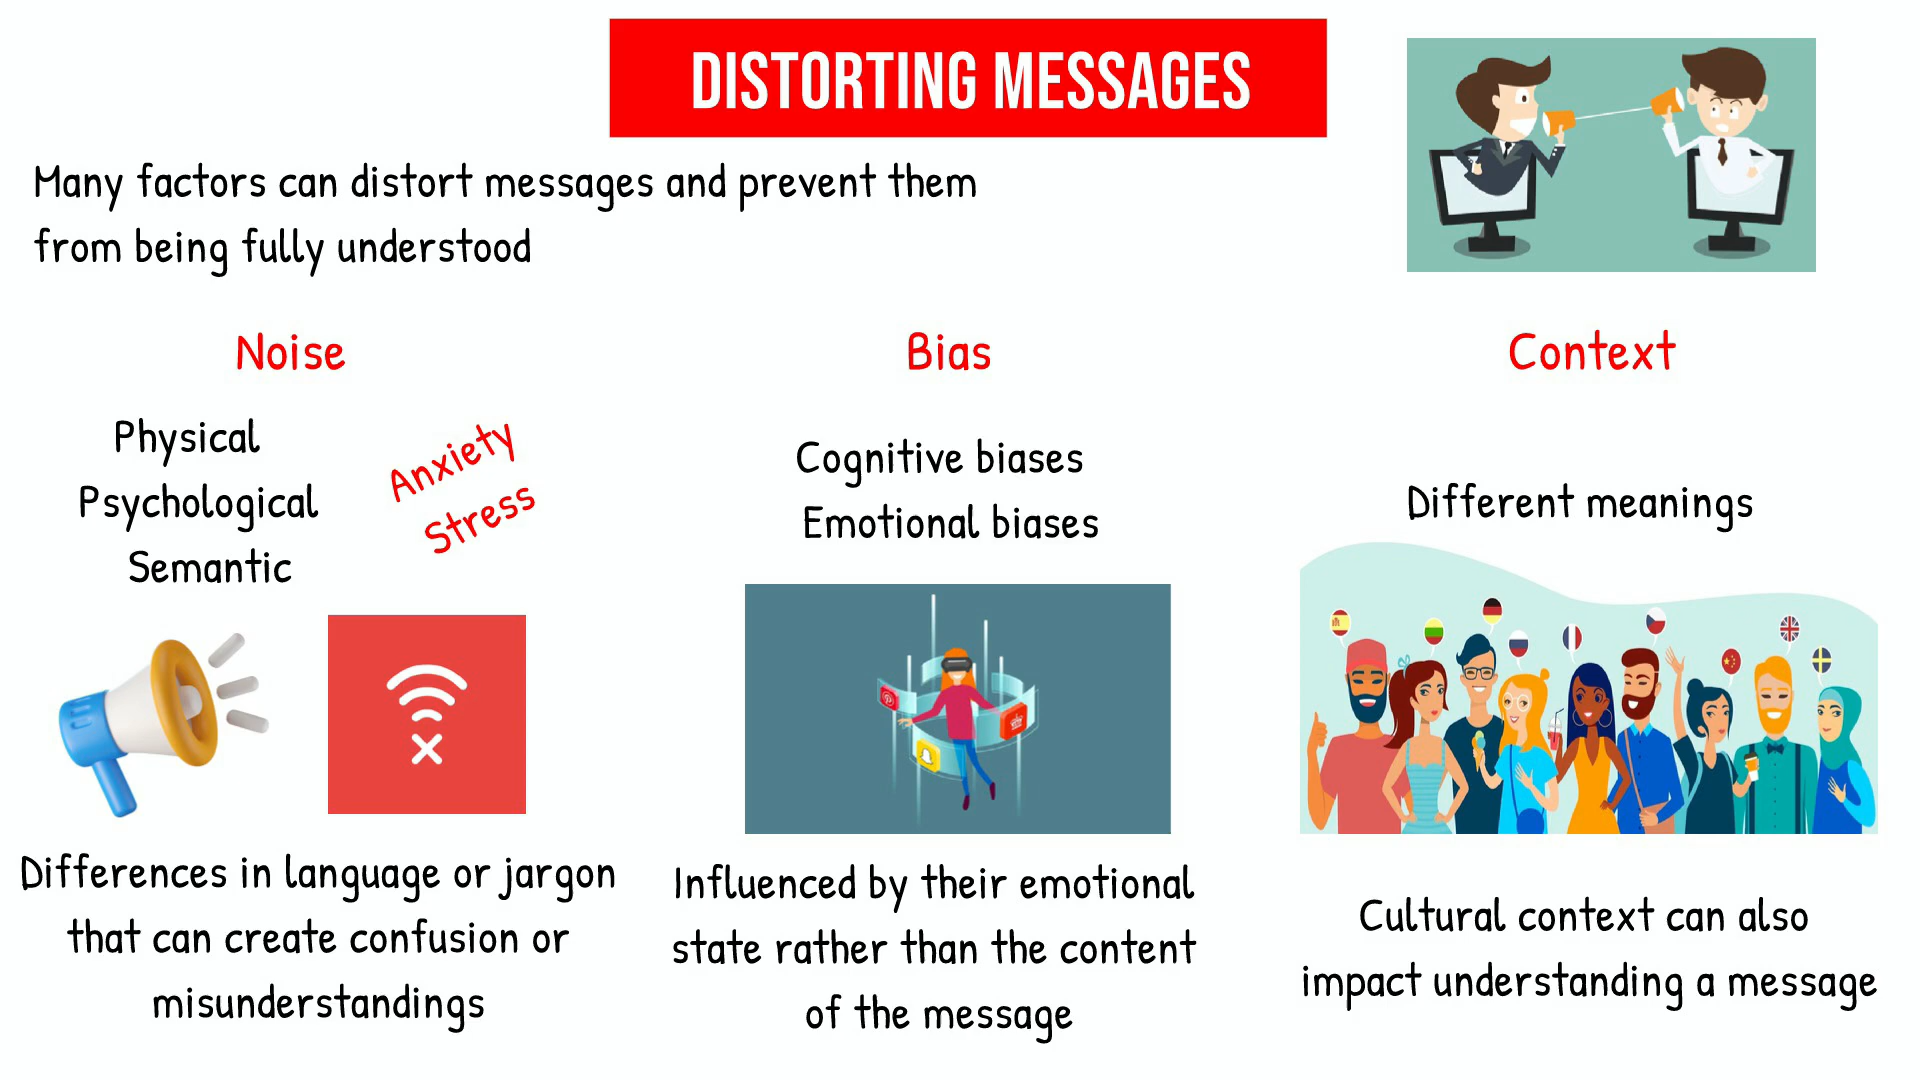 DISTORTING MESSAGES
Many factors can distort messages and prevent them
from being fully understood
Noise
Physical
Psychological
Semantic
Anxiety
Stress
Differences in language or jargon
that can create confusion or
misunderstandings
Bias
Cognitive biases
Emotional biases
Influenced by their emotional
state rather than the content
of the message
Context
Different meanings
Cultural context can also
impact understanding a message